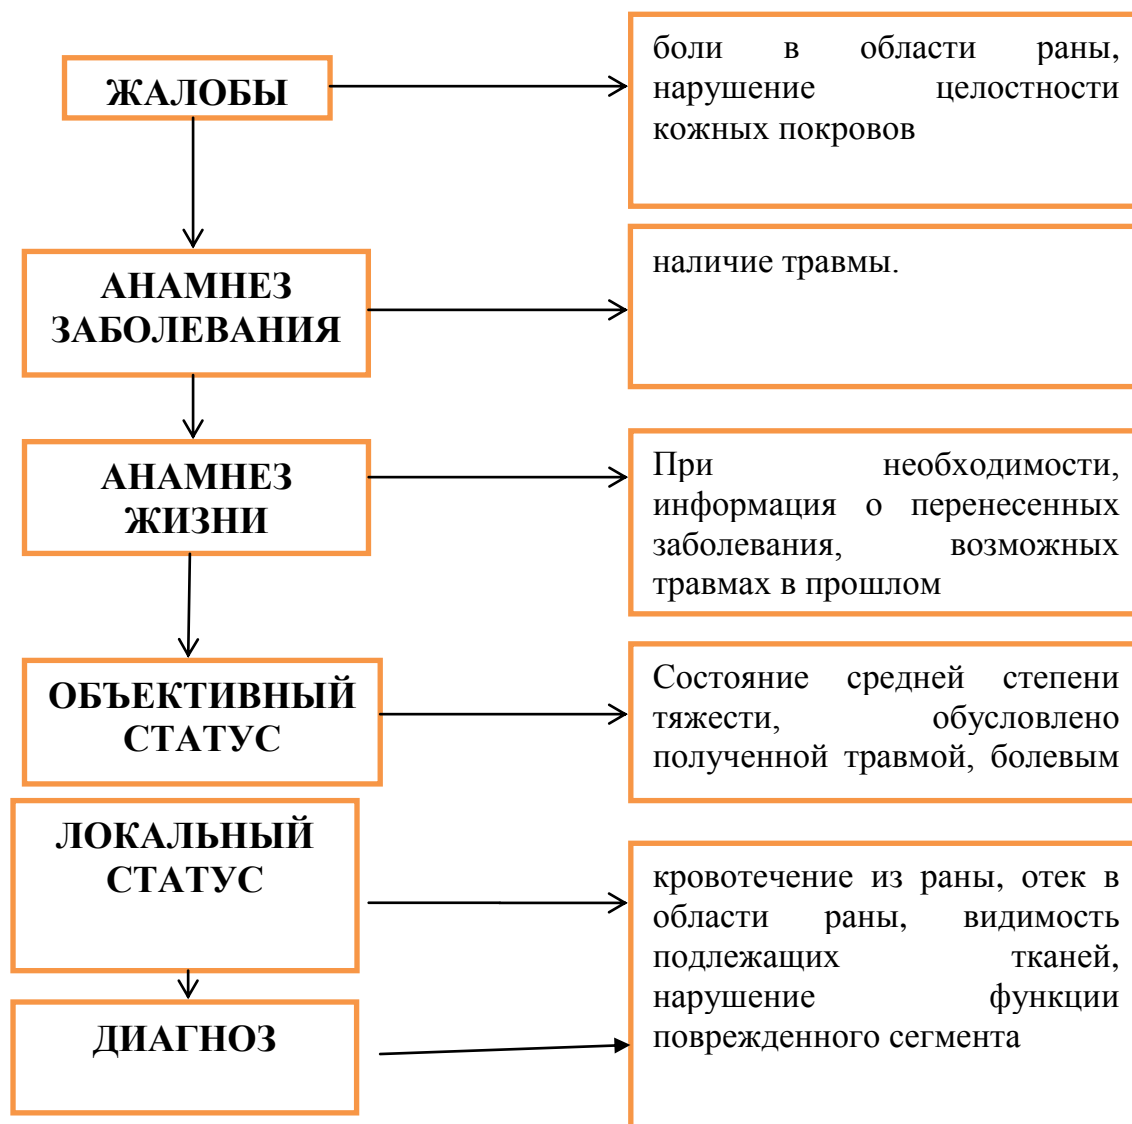 ЖАЛОБЫ
боли в области раны,
нарушение целостности
кожных покровов
АНАМНЕЗ
ЗАБОЛЕВАНИЯ
наличие травмы.
АНАМНЕЗ
ЖИЗНИ
При необходимости,
информация о перенесенных
заболевания, возможных
травмах в прошлом
ОБЪЕКТИВНЫЙ
СТАТУС
Состояние средней степени
тяжести, обусловлено
полученной травмой, болевым
ЛОКАЛЬНЫЙ
СТАТУС
кровотечение из раны, отек в
области раны, видимость
подлежащих тканей,
нарушение функции
поврежденного сегмента
ДИАГНОЗ